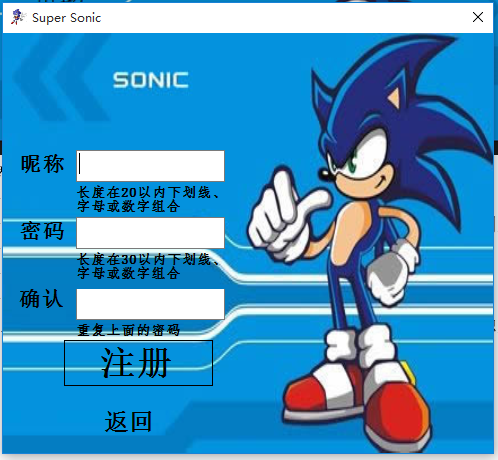 Super Sonic
SONIC
昵称
长度在20以内下划线、
字母或数字组合
密码
长度在30以内下划线、
字母或数字组合
确认
重复上面的密码
注册
返回